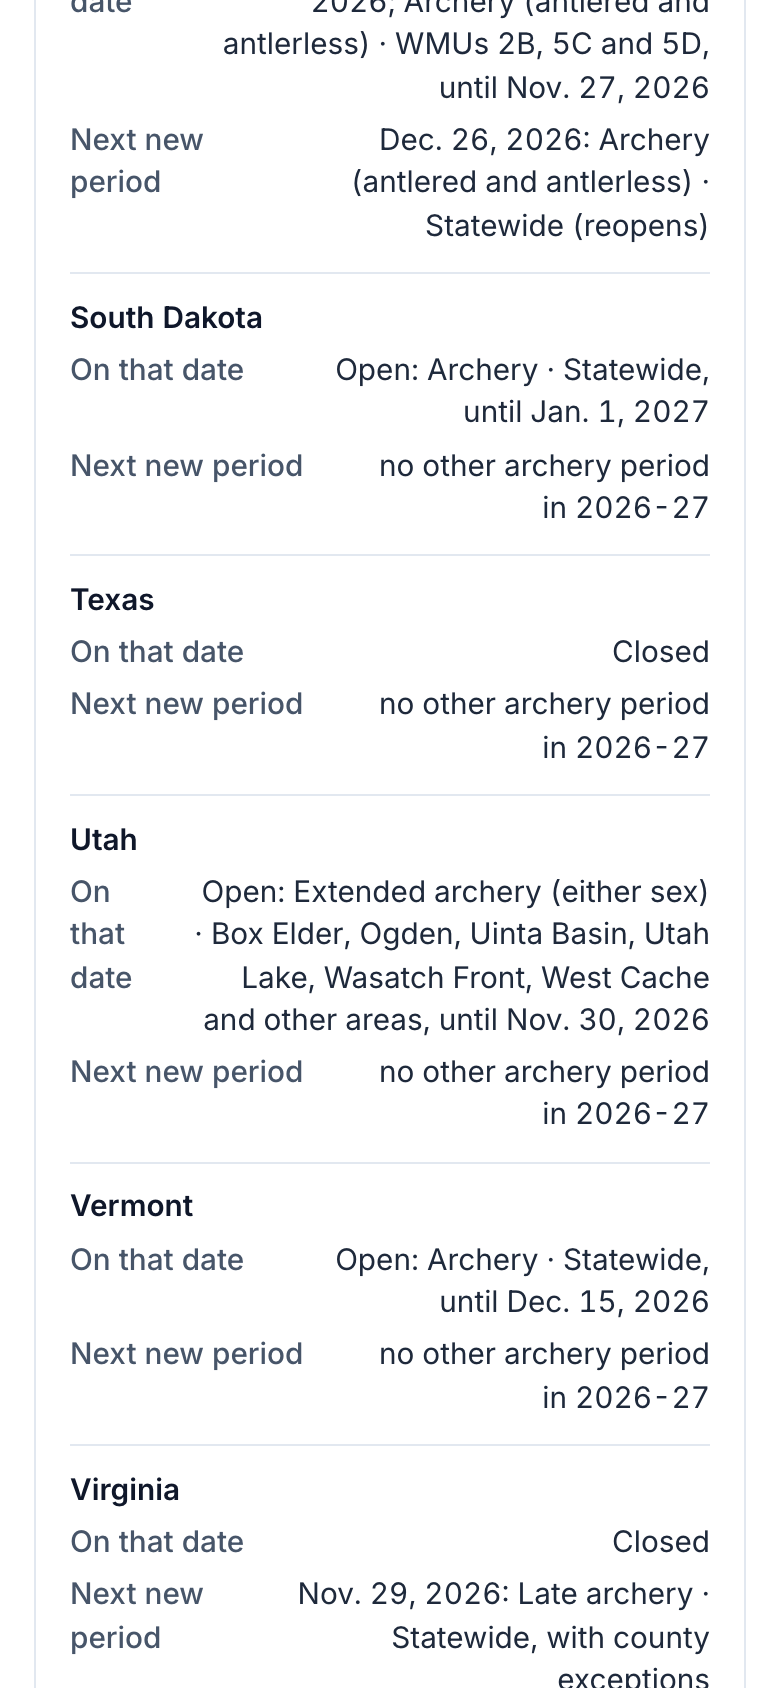 date
2026; Archery (antlered and
antlerless) · WMUs 2B, 5C and 5D,
until Nov. 27, 2026
Next new
period
Dec. 26, 2026: Archery
(antlered and antlerless) ·
Statewide (reopens)
South Dakota
On that date
Open: Archery · Statewide,
until Jan. 1, 2027
Next new period
no other archery period
in 2026-27
Texas
On that date
Closed
Next new period
no other archery period
in 2026-27
Utah
On
that
date
Open: Extended archery (either sex)
· Box Elder, Ogden, Uinta Basin, Utah
Lake, Wasatch Front, West Cache
and other areas, until Nov. 30, 2026
Next new period
no other archery period
in 2026-27
Vermont
On that date
Open: Archery · Statewide,
until Dec. 15, 2026
Next new period
no other archery period
in 2026-27
Virginia
On that date
Closed
Next new
period
Nov. 29, 2026: Late archery ·
Statewide, with county
exceptions